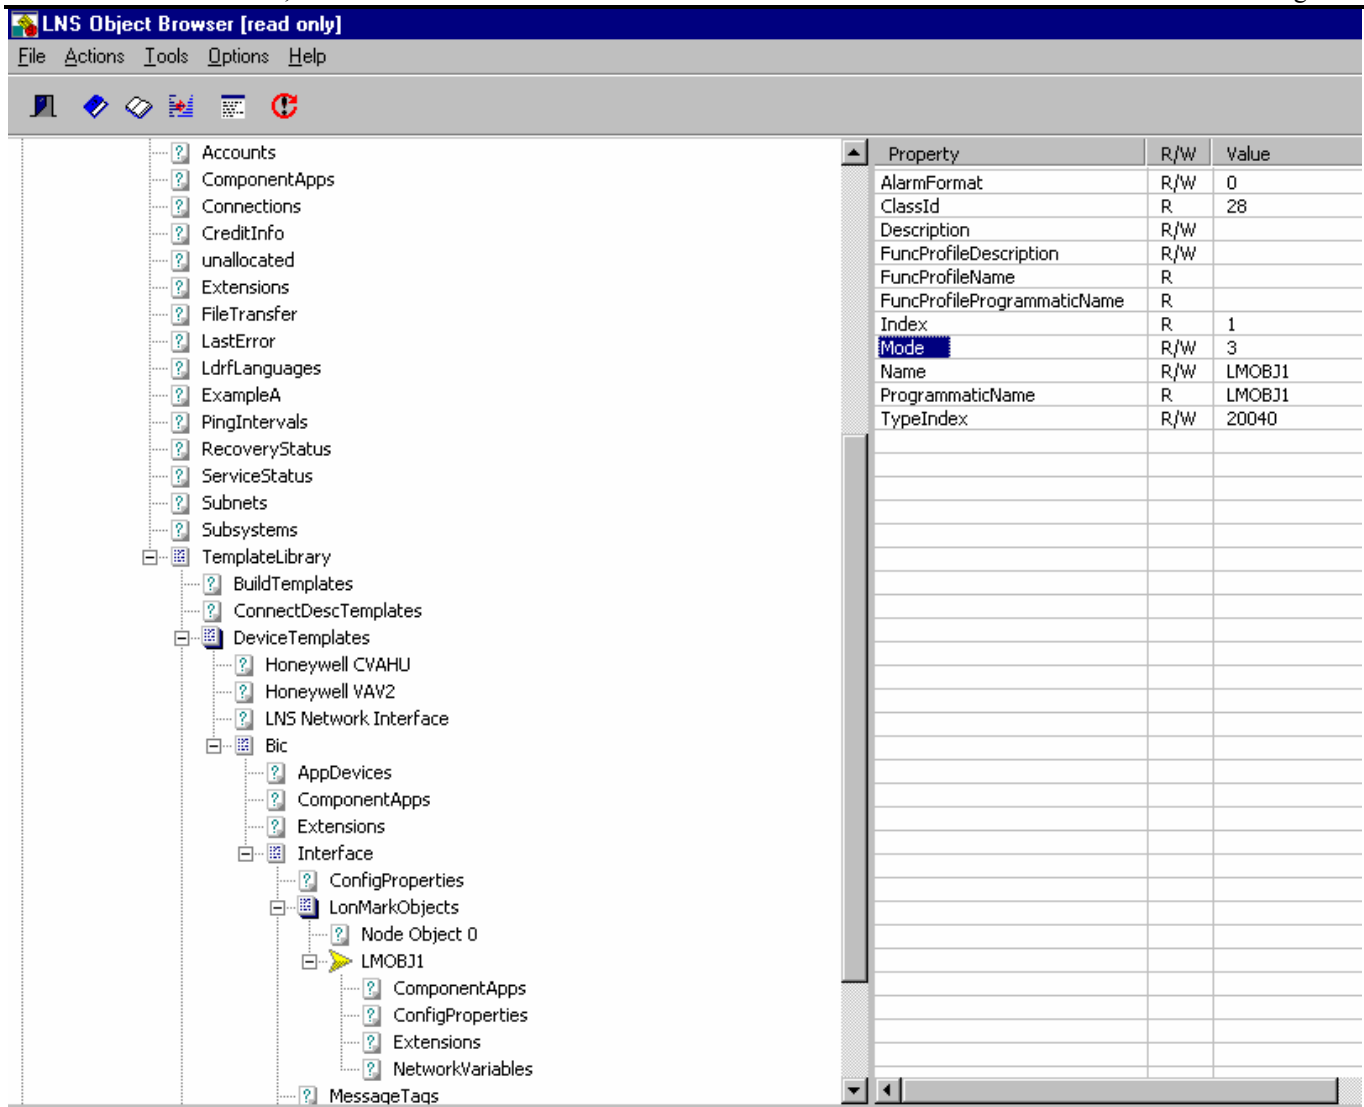 LNS Object Browser [read only]
File Actions Tools Options Help
Accounts
ComponentApps
Connections
CreditInfo
unallocated
Extensions
FileTransfer
LastError
LdrfLanguages
ExampleA
PingIntervals
RecoveryStatus
ServiceStatus
Subnets
Subsystems
TemplateLibrary
BuildTemplates
ConnectDescTemplates
DeviceTemplates
Honeywell CVAHU
Honeywell VAV2
LNS Network Interface
Bic
AppDevices
ComponentApps
Extensions
Interface
ConfigProperties
LonMarkObjects
Node Object 0
LMOBJ1
ComponentApps
ConfigProperties
Extensions
NetworkVariables
MessageTags
Property R/W Value
AlarmFormat R/W 0
ClassId R 28
Description R/W
FuncProfileDescription R/W
FuncProfileName R
FuncProfileProgrammaticName R
Index R 1
Mode R/W 3
Name R/W LMOBJ1
ProgrammaticName R LMOBJ1
TypeIndex R/W 20040